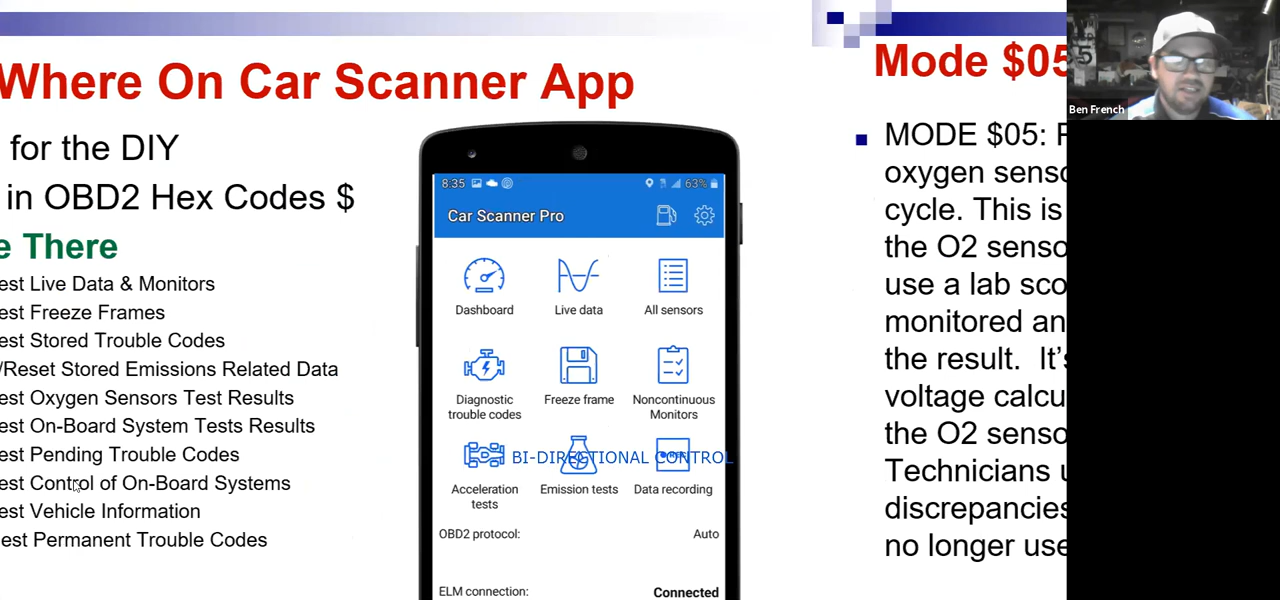 Where On Car Scanner App
for the DIY
in OBD2 Hex Codes $
e There
est Live Data & Monitors
est Freeze Frames
est Stored Trouble Codes
/Reset Stored Emissions Related Data
est Oxygen Sensors Test Results
est On-Board System Tests Results
est Pending Trouble Codes
est Control of On-Board Systems
est Vehicle Information
est Permanent Trouble Codes
8:35
63%
Car Scanner Pro
Dashboard
Live data
All sensors
Diagnostic
trouble codes
Freeze frame
Noncontinuous
Monitors
BI-DIRECTIONAL CONTROL
Acceleration
tests
Emission tests
Data recording
OBD2 protocol:
Auto
ELM connection:
Connected
Mode $05
MODE $05:
oxygen senso
cycle. This is
the O2 senso
use a lab sco
monitored an
the result. It's
voltage calcu
the O2 senso
Technicians u
discrepancies
no longer use
Ben French